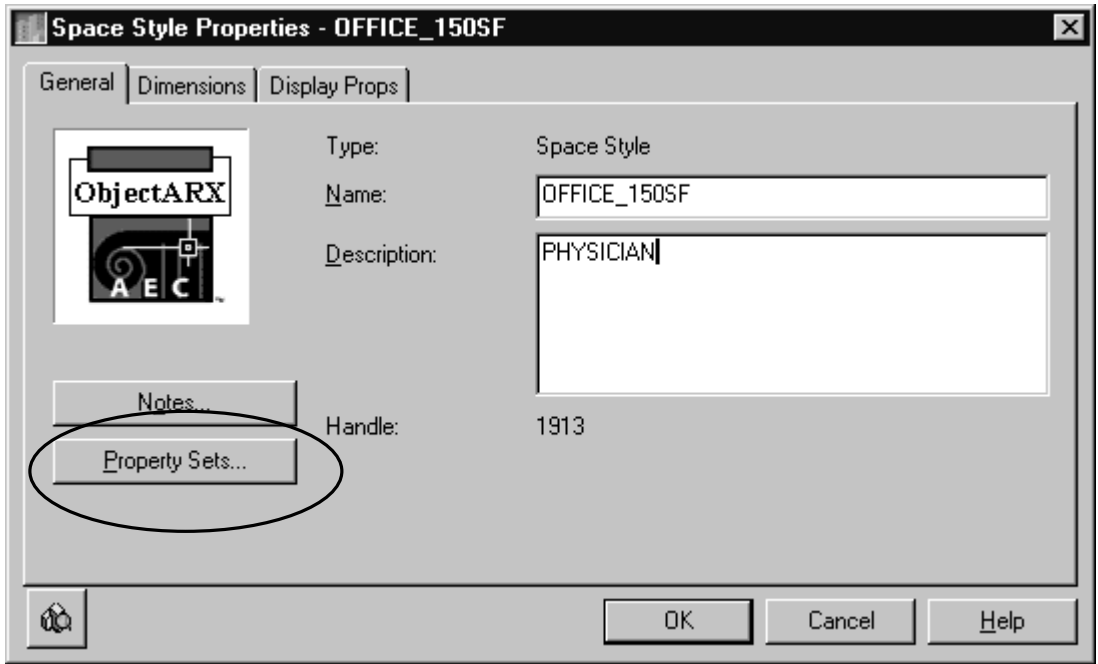 Space Style Properties - OFFICE_150SF
General Dimensions Display Props
ObjectARX
AEC
Type: Space Style
Name: OFFICE_150SF
Description: PHYSICIAN
Notes...
Handle: 1913
Property Sets...
OK Cancel Help